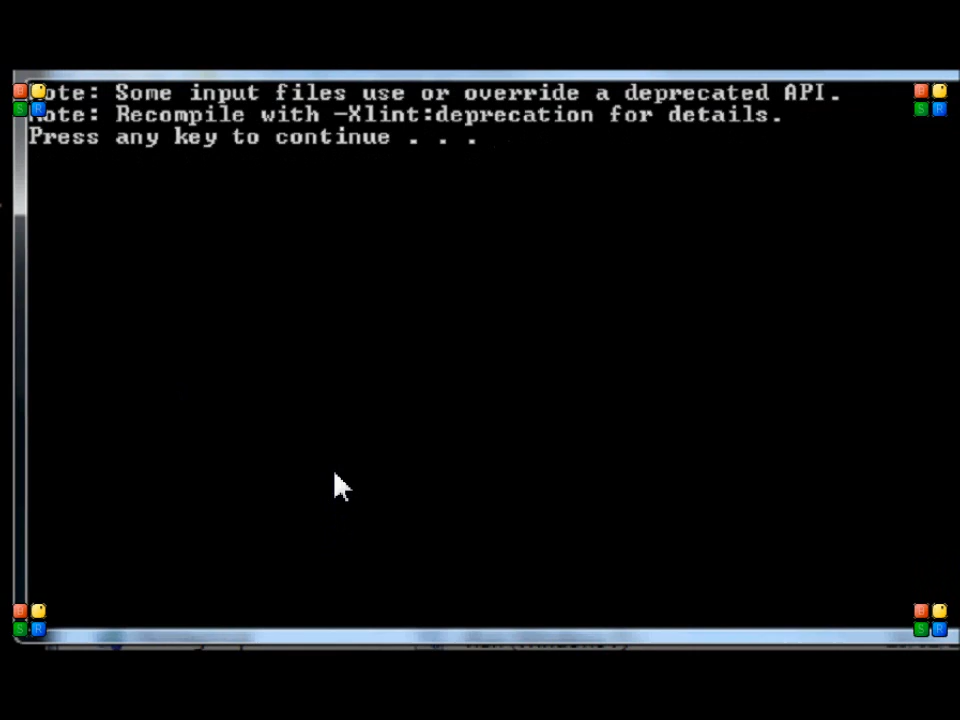 ote: Some input files use or override a deprecated API.
Note: Recompile with -Xlint:deprecation for details.
Press any key to continue . . .